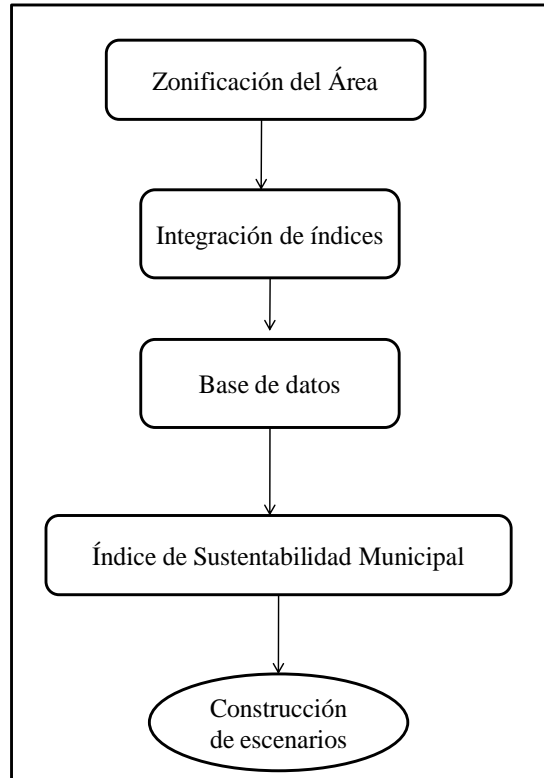 Zonificación del Área
Integración de índices
Base de datos
Índice de Sustentabilidad Municipal
Construcción
de escenarios